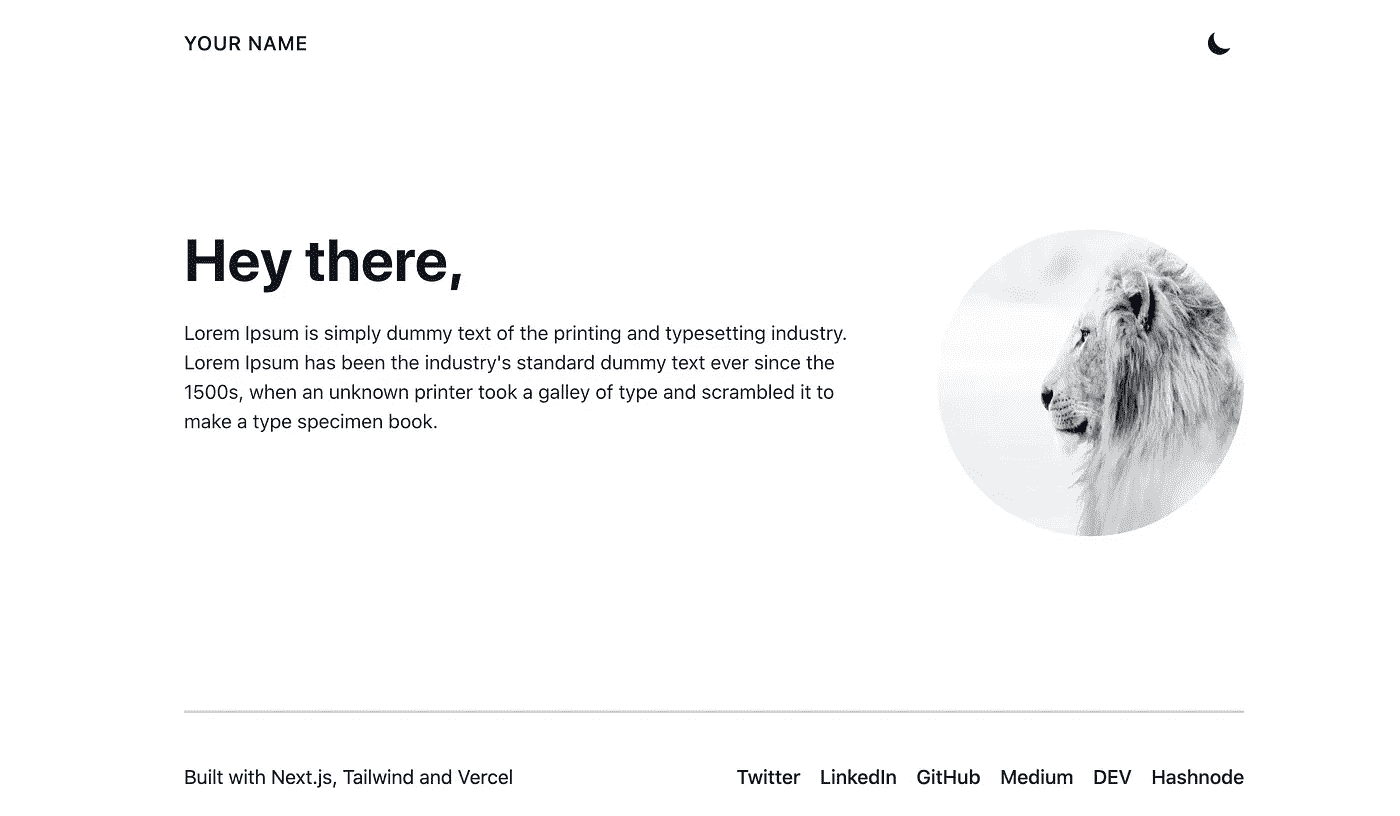 YOUR NAME
Hey there,
Lorem Ipsum is simply dummy text of the printing and typesetting industry.
Lorem Ipsum has been the industry's standard dummy text ever since the
1500s, when an unknown printer took a galley of type and scrambled it to
make a type specimen book.
Built with Next.js, Tailwind and Vercel
Twitter LinkedIn GitHub Medium DEV Hashnode